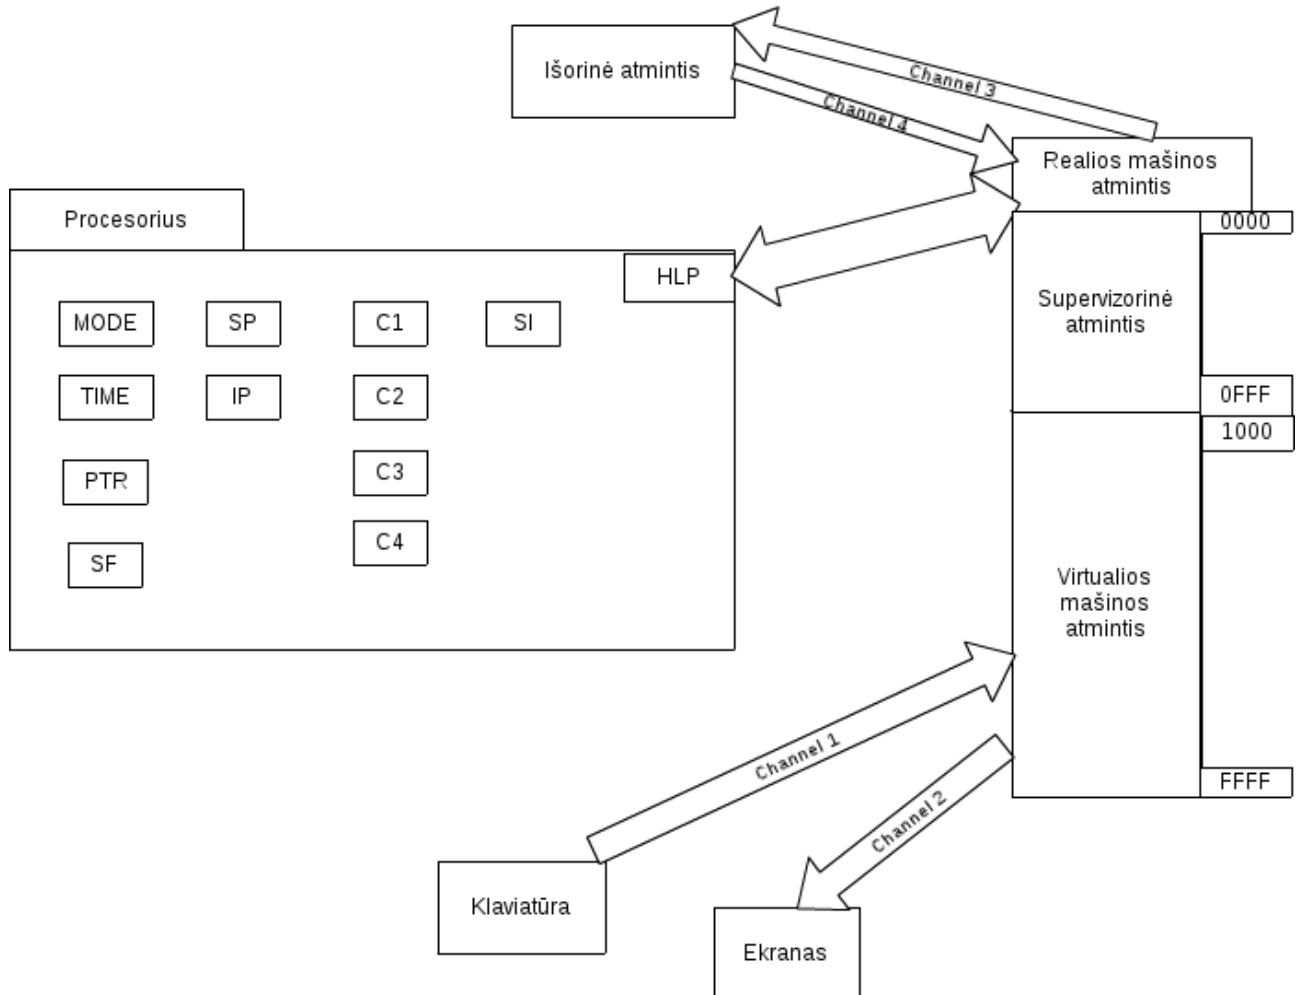 Išorinė atmintis
Channel 3
Channel 4
Realios mašinos
atmintis
Procesorius
0000
HLP
Supervizorinė
atmintis
MODE
SP
C1
SI
TIME
IP
C2
0FFF
1000
PTR
C3
SF
C4
Virtualios
mašinos
atmintis
Channel 1
FFFF
Channel 2
Klaviatūra
Ekranas